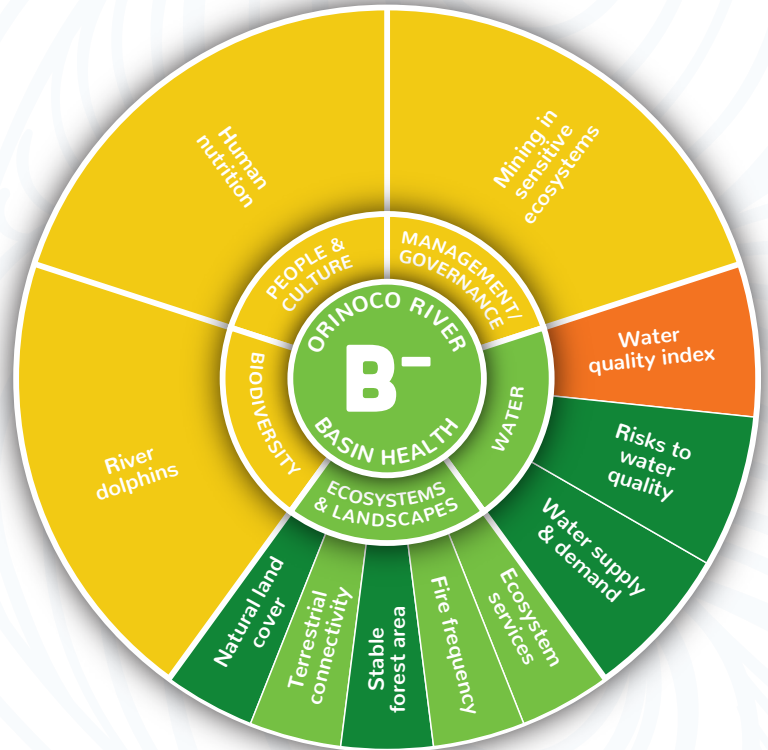 ORINOCO RIVER
B-
BASIN HEALTH
MANAGEMENT/
GOVERNANCE
WATER
ECOSYSTEMS
& LANDSCAPES
BIODIVERSITY
PEOPLE &
CULTURE
Mining in
sensitive
ecosystems
Water
quality index
Risks to
water
quality
Water supply
& demand
Ecosystem
services
Fire frequency
Stable
forest area
Terrestrial
connectivity
Natural land
cover
River
dolphins
Human
nutrition